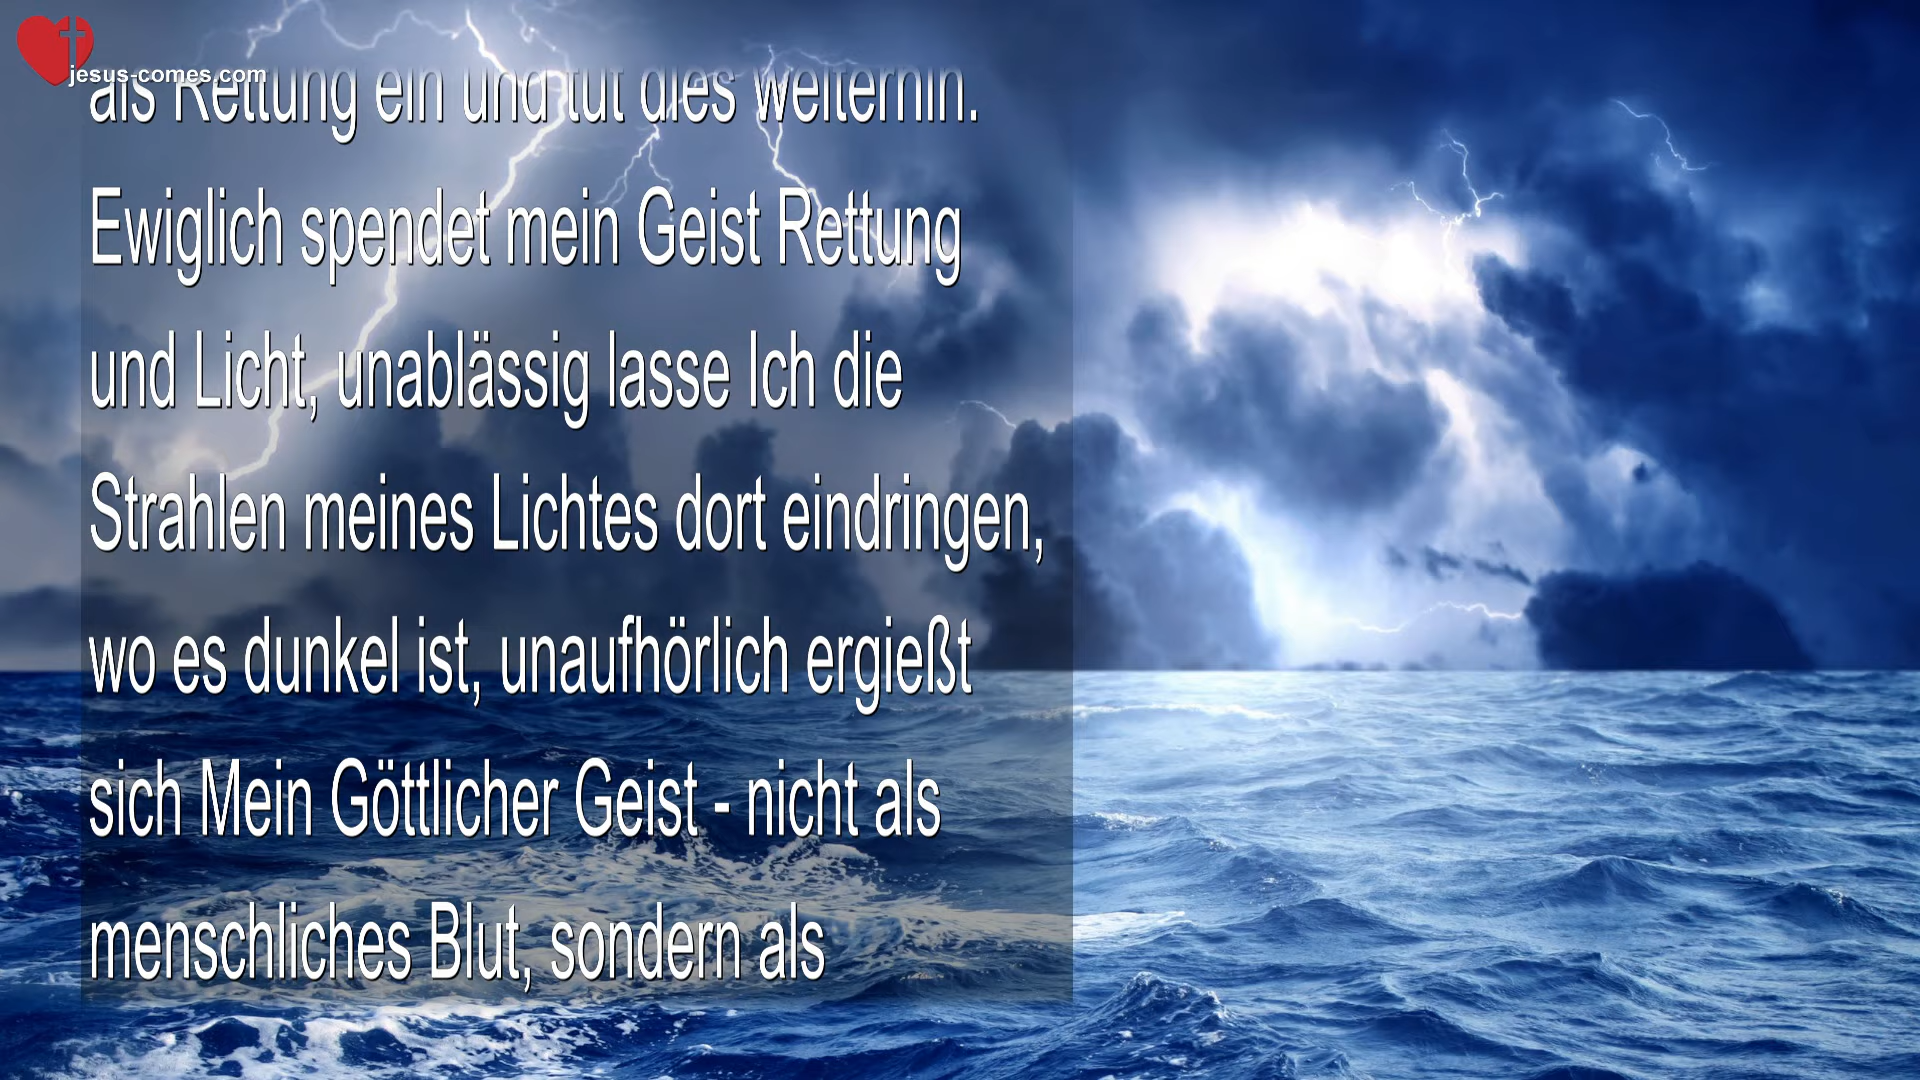 jesus-comes.com
als Rettung ein und tut dies weiterhin.
Ewiglich spendet mein Geist Rettung
und Licht, unablässig lasse Ich die
Strahlen meines Lichtes dort eindringen,
wo es dunkel ist, unaufhörlich ergießt
sich Mein Göttlicher Geist - nicht als
menschliches Blut, sondern als